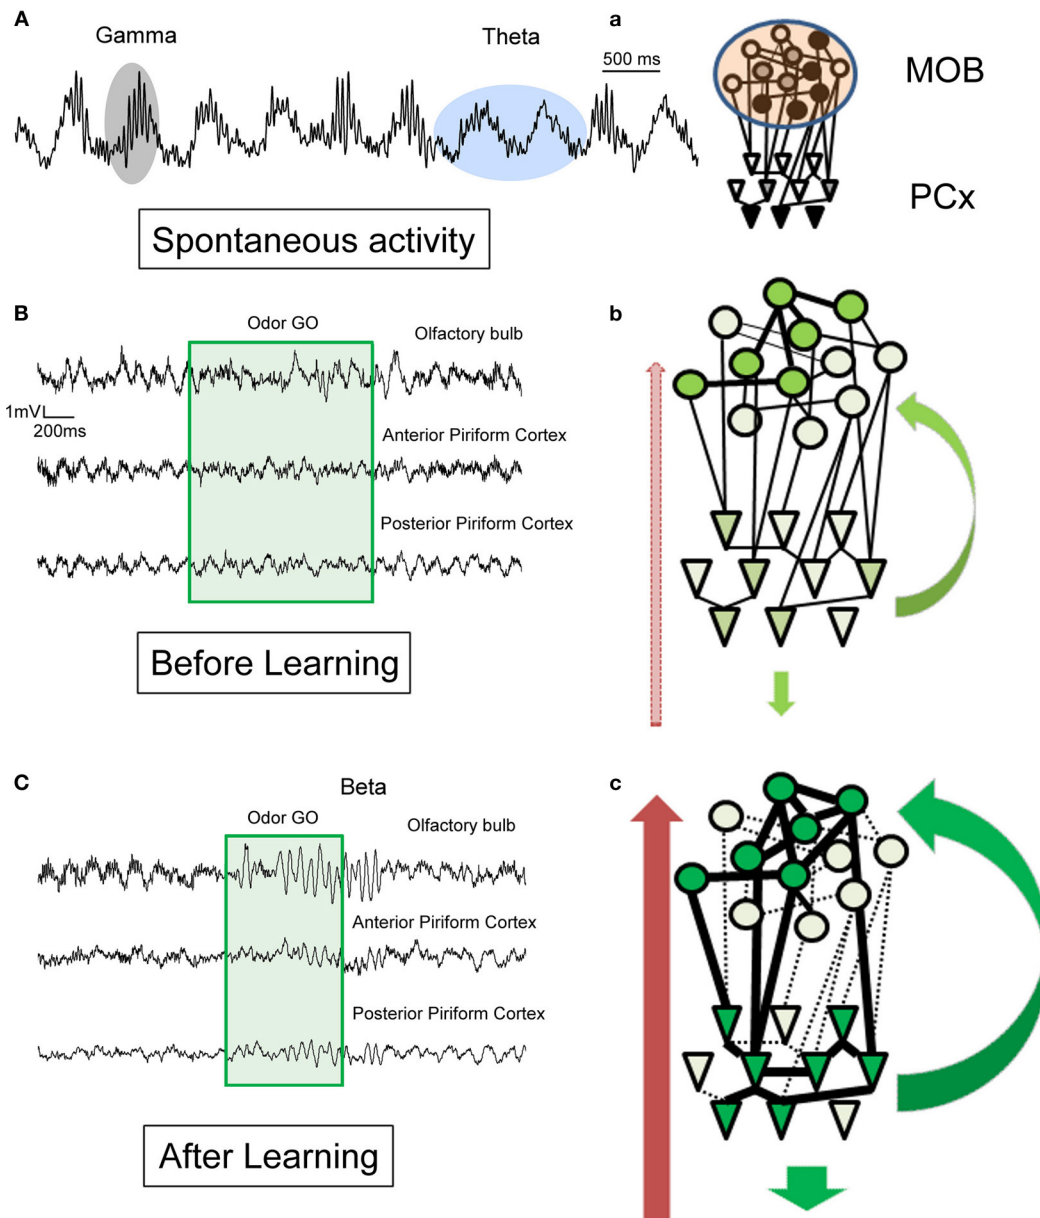 A
Gamma
Theta
500 ms
a
MOB
PCx
Spontaneous activity
B
Odor GO
Olfactory bulb
1mV
200ms
Anterior Piriform Cortex
Posterior Piriform Cortex
Before Learning
b
C
Beta
Odor GO
Olfactory bulb
Anterior Piriform Cortex
Posterior Piriform Cortex
After Learning
c